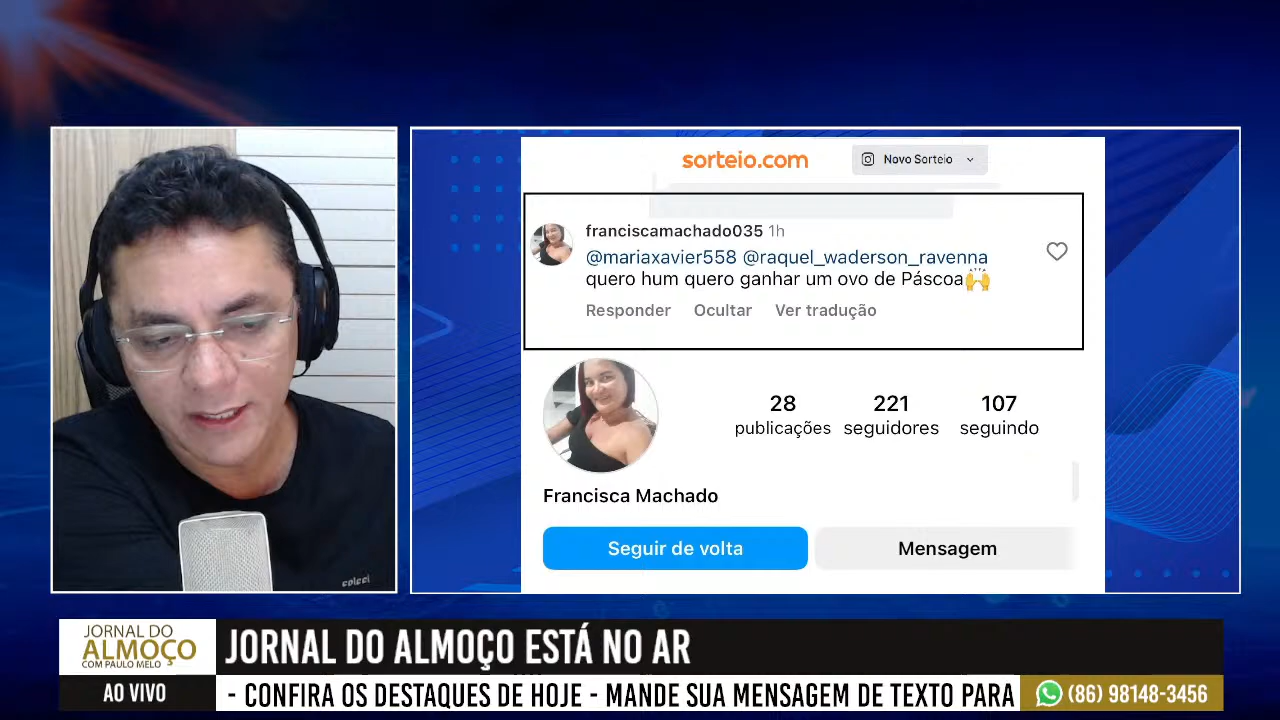 sorteio.com
Novo Sorteio
franciscamachado035 1h
@mariaxavier558 @raquel_waderson_ravenna
quero hum quero ganhar um ovo de Páscoa🙌
Responder Ocultar Ver tradução
28 221 107
publicações seguidores seguindo
Francisca Machado
Seguir de volta Mensagem
colcci
JORNAL DO
ALMOÇO
COM PAULO MELO
JORNAL DO ALMOÇO ESTÁ NO AR
AO VIVO
- CONFIRA OS DESTAQUES DE HOJE - MANDE SUA MENSAGEM DE TEXTO PARA
(86) 98148-3456